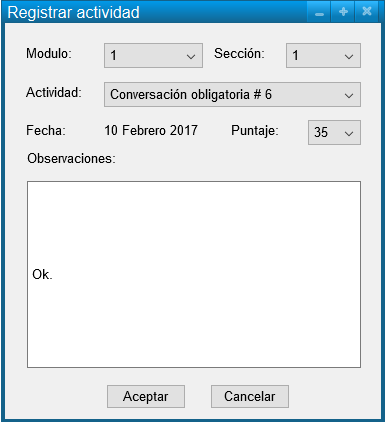 Registrar actividad
Modulo: 1 Sección: 1
Actividad: Conversación obligatoria # 6
Fecha: 10 Febrero 2017 Puntaje: 35
Observaciones:
Ok.
Aceptar Cancelar